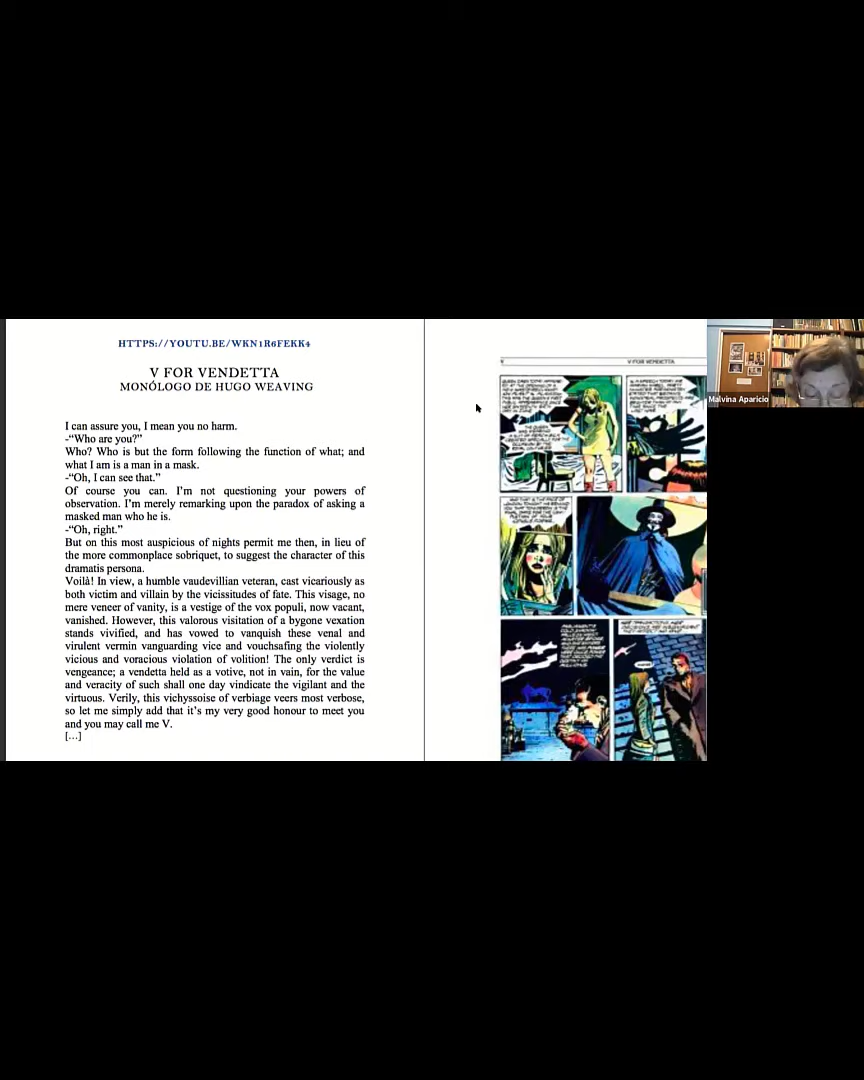 HTTPS://YOUTU.BE/WKN1R6FEKK4
V FOR VENDETTA
MONÓLOGO DE HUGO WEAVING
I can assure you, I mean you no harm.
-“Who are you?”
Who? Who is but the form following the function of what; and
what I am is a man in a mask.
-“Oh, I can see that.”
Of course you can. I’m not questioning your powers of
observation. I’m merely remarking upon the paradox of asking a
masked man who he is.
-“Oh, right.”
But on this most auspicious of nights permit me then, in lieu of
the more commonplace sobriquet, to suggest the character of this
dramatis persona.
Voilà! In view, a humble vaudevillian veteran, cast vicariously as
both victim and villain by the vicissitudes of fate. This visage, no
mere veneer of vanity, is a vestige of the vox populi, now vacant,
vanished. However, this valorous visitation of a bygone vexation
stands vivified, and has vowed to vanquish these venal and
virulent vermin vanguarding vice and vouchsafing the violently
vicious and voracious violation of volition! The only verdict is
vengeance; a vendetta held as a votive, not in vain, for the value
and veracity of such shall one day vindicate the vigilant and the
virtuous. Verily, this vichyssoise of verbiage veers most verbose,
so let me simply add that it’s my very good honour to meet you
and you may call me V.
[…]
V FOR VENDETTA
Malvina Aparicio